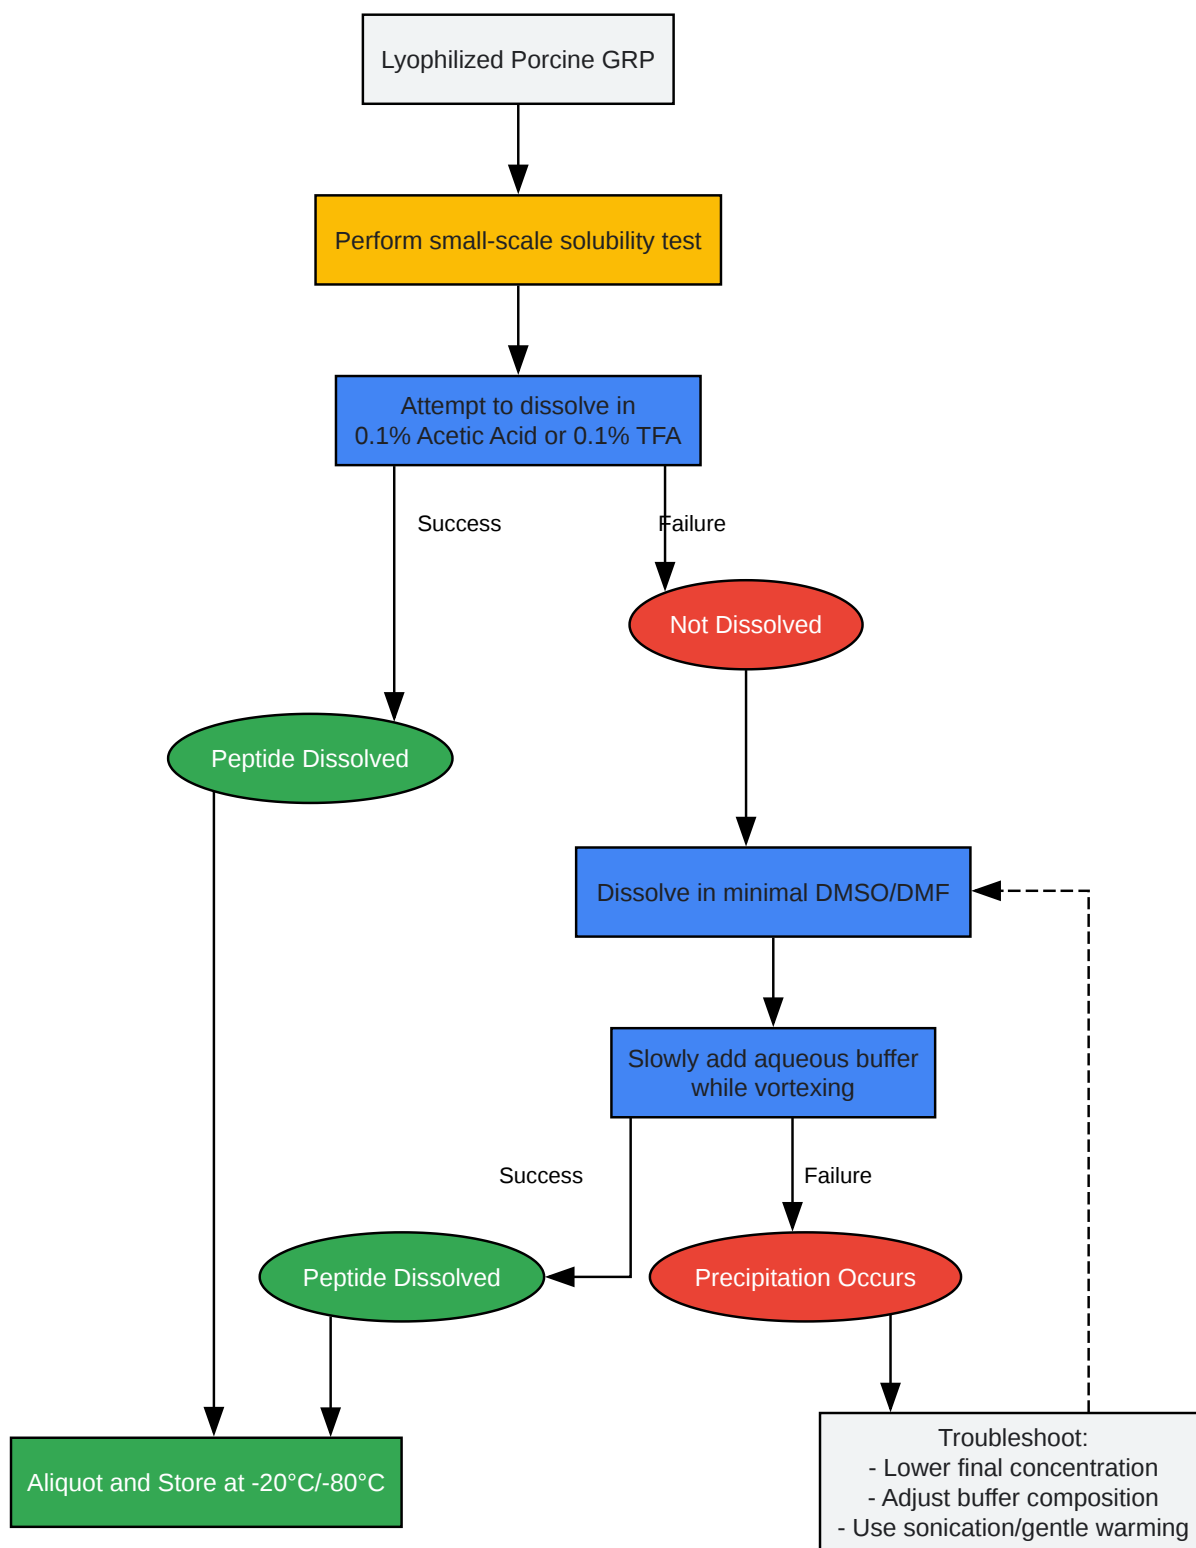 Lyophilized Porcine GRP
Perform small-scale solubility test
Attempt to dissolve in
0.1% Acetic Acid or 0.1% TFA
Success
Failure
Not Dissolved
Peptide Dissolved
Dissolve in minimal DMSO/DMF
Slowly add aqueous buffer
while vortexing
Success
Failure
Peptide Dissolved
Precipitation Occurs
Aliquot and Store at -20°C/-80°C
Troubleshoot:
- Lower final concentration
- Adjust buffer composition
- Use sonication/gentle warming